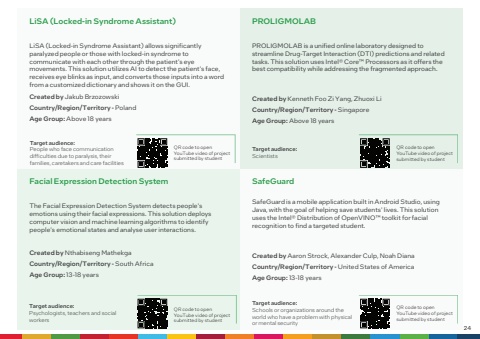 LiSA (Locked-in Syndrome Assistant)
LiSA (Locked-in Syndrome Assistant) allows significantly
paralyzed people or those with locked-in syndrome to
communicate with each other through the patient's eye
movements. This solution utilizes AI to detect the patient's face,
receives eye blinks as input, and converts those inputs into a word
from a customized dictionary and shows it on the GUI.
Created by Jakub Brzozowski
Country/Region/Territory - Poland
Age Group: Above 18 years
Target audience:
People who face communication
difficulties due to paralysis, their
families, caretakers and care facilities
QR code to open
YouTube video of project
submitted by student
PROLIGMOLAB
PROLIGMOLAB is a unified online laboratory designed to
streamline Drug-Target Interaction (DTI) predictions and related
tasks. This solution uses Intel® Core™ Processors as it offers the
best compatibility while addressing the fragmented approach.
Created by Kenneth Foo Zi Yang, Zhuoxi Li
Country/Region/Territory - Singapore
Age Group: Above 18 years
Target audience:
Scientists
QR code to open
YouTube video of project
submitted by student
Facial Expression Detection System
The Facial Expression Detection System detects people's
emotions using their facial expressions. This solution deploys
computer vision and machine learning algorithms to identify
people's emotional states and analyse user interactions.
Created by Nthabiseng Mathekga
Country/Region/Territory - South Africa
Age Group: 13-18 years
Target audience:
Psychologists, teachers and social
workers
QR code to open
YouTube video of project
submitted by student
SafeGuard
SafeGuard is a mobile application built in Android Studio, using
Java, with the goal of helping save students' lives. This solution
uses the Intel® Distribution of OpenVINO™ toolkit for facial
recognition to find a targeted student.
Created by Aaron Strock, Alexander Culp, Noah Diana
Country/Region/Territory - United States of America
Age Group: 13-18 years
Target audience:
Schools or organizations around the
world who have a problem with physical
or mental security
QR code to open
YouTube video of project
submitted by student
24